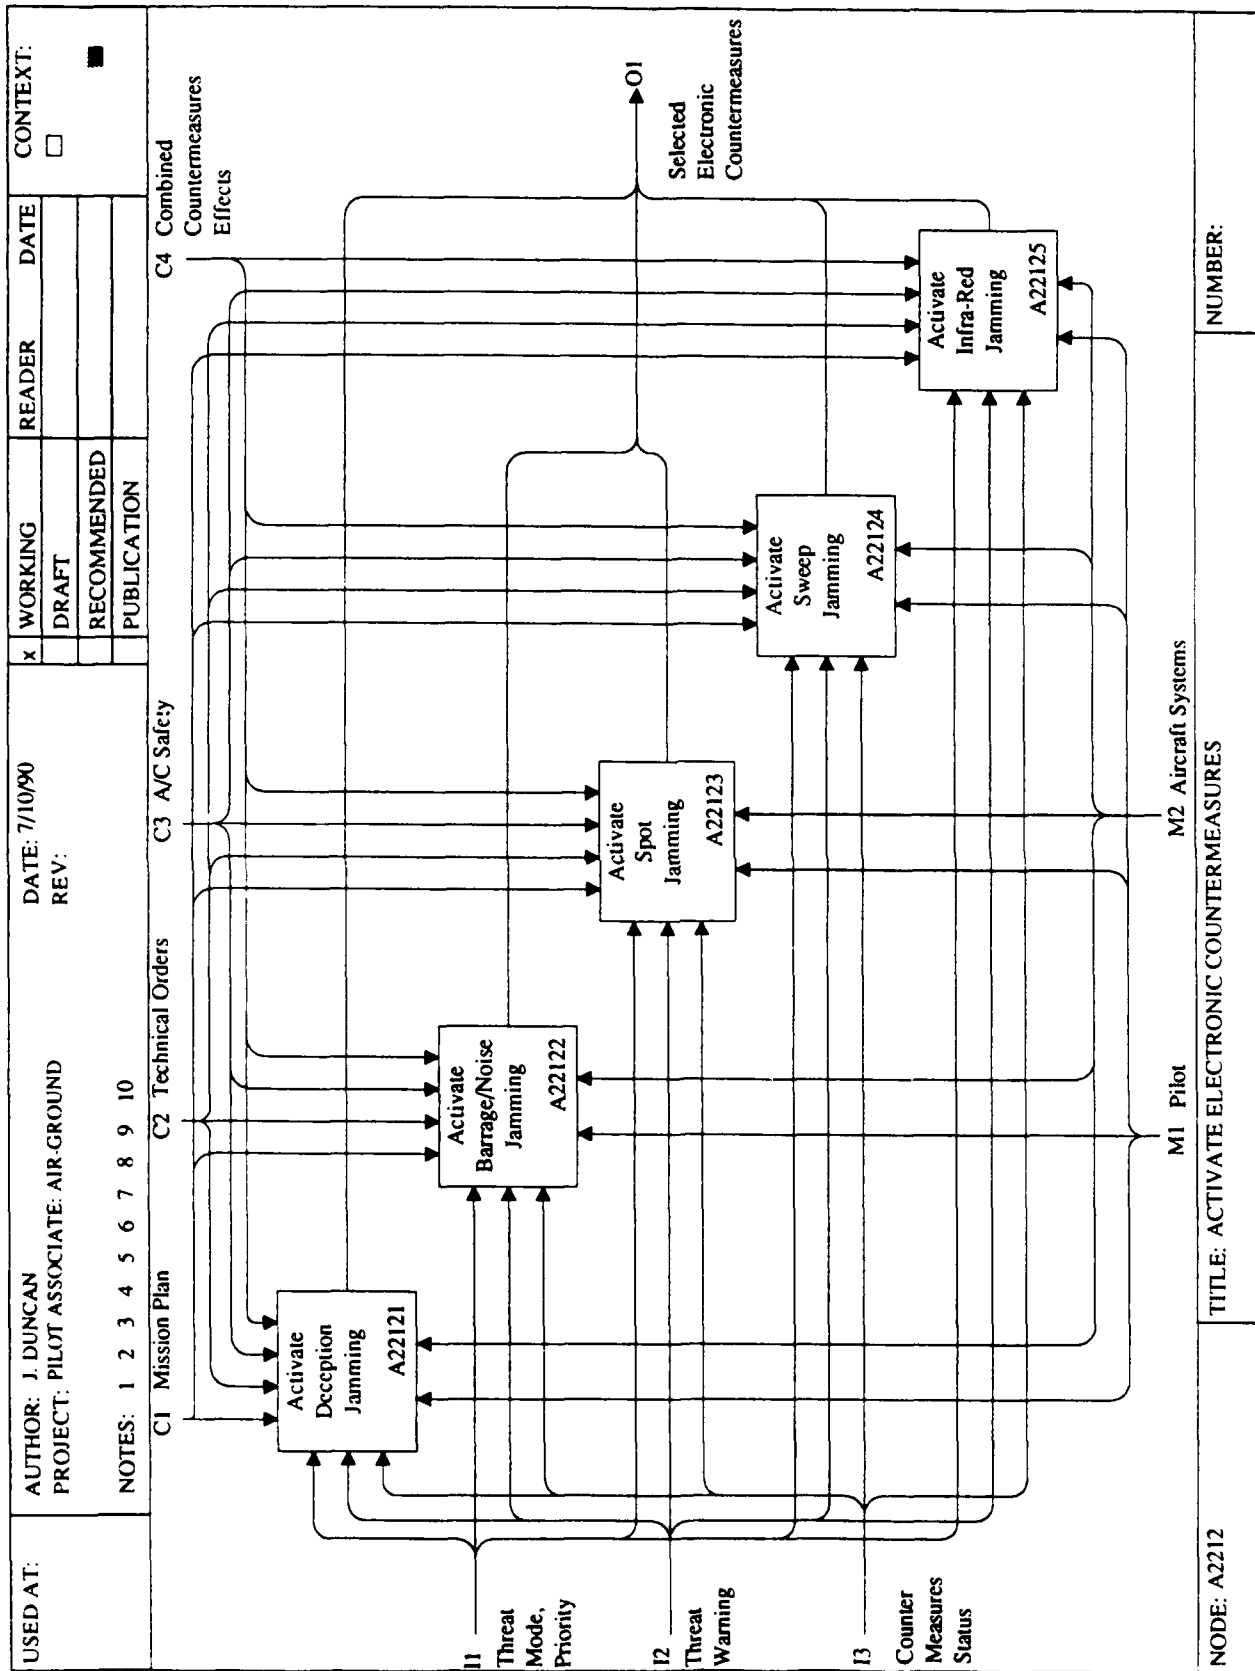 USED AT:
AUTHOR: J. DUNCAN
DATE: 7/10/90
PROJECT: PILOT ASSOCIATE: AIR-GROUND
REV:
NOTES: 1 2 3 4 5 6 7 8 9 10
x WORKING
DRAFT
RECOMMENDED
PUBLICATION
READER
DATE
CONTEXT:
C1 Mission Plan
C2 Technical Orders
C3 A/C Safety
C4 Combined
Countermeasures
Effects
Activate
Deception
Jamming
A22121
Activate
Barrage/Noise
Jamming
A22122
Activate
Spot
Jamming
A22123
Activate
Sweep
Jamming
A22124
Activate
Infra-Red
Jamming
A22125
O1
Selected
Electronic
Countermeasures
I1
Threat
Mode,
Priority
I2
Threat
Warning
I3
Counter
Measures
Status
M1 Pilot
M2 Aircraft Systems
NODE: A2212
TITLE: ACTIVATE ELECTRONIC COUNTERMEASURES
NUMBER: